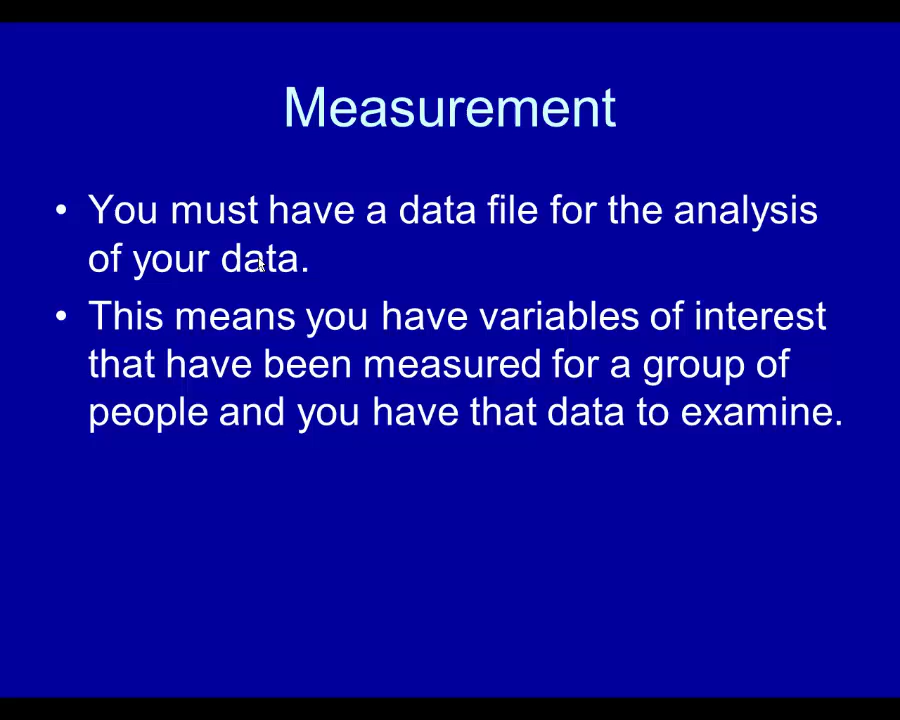 Measurement
• You must have a data file for the analysis
of your data.
• This means you have variables of interest
that have been measured for a group of
people and you have that data to examine.